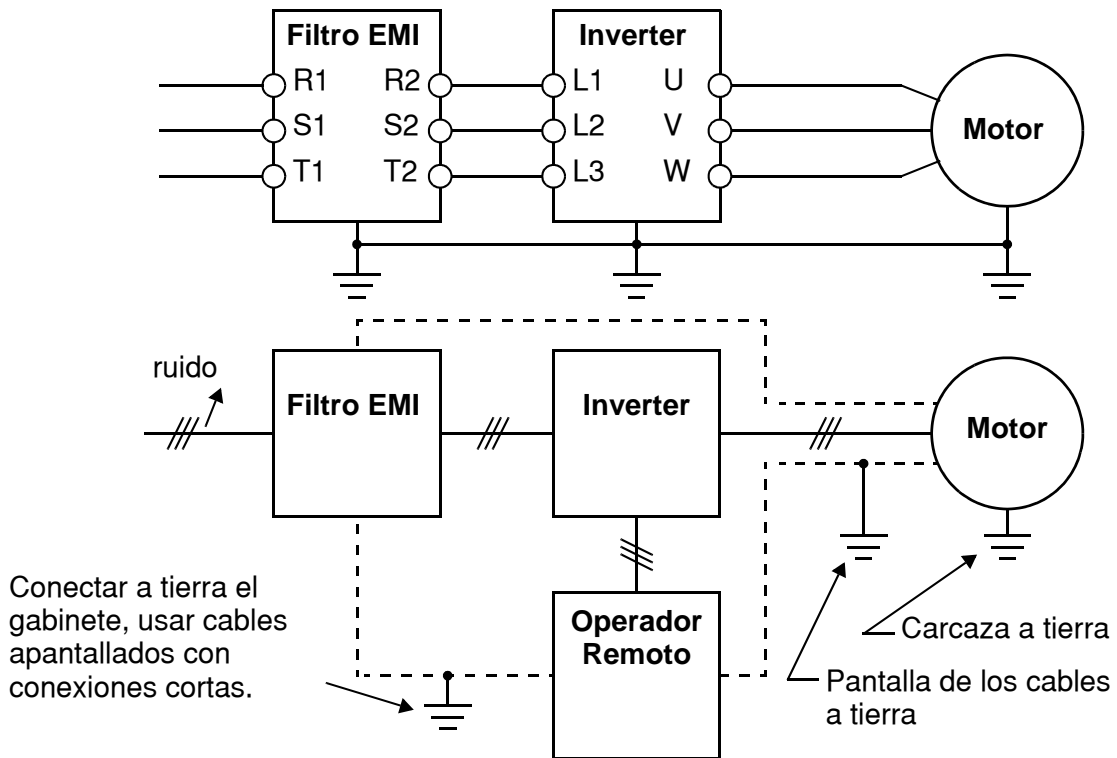 Filtro EMI
Inverter
R1 R2 L1 U
S1 S2 L2 V
T1 T2 L3 W
Motor
ruido
Filtro EMI
Inverter
Motor
Conectar a tierra el
gabinete, usar cables
apantallados con
conexiones cortas.
Operador
Remoto
Carcaza a tierra
Pantalla de los cables
a tierra